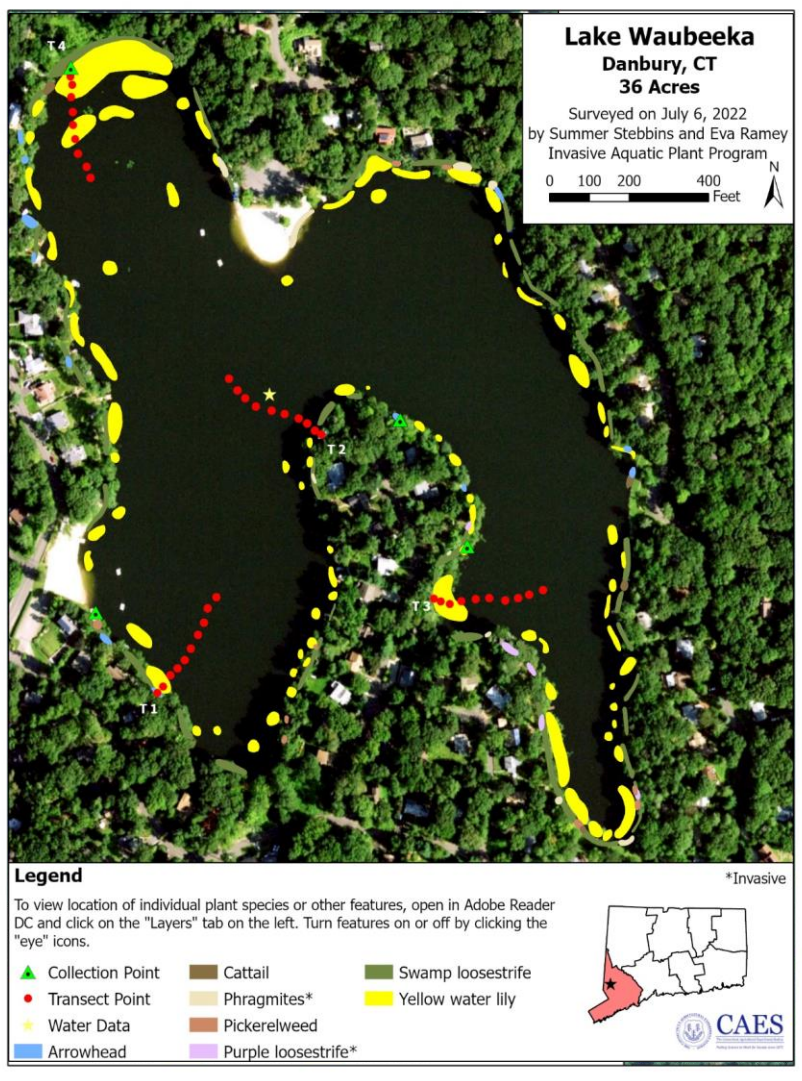 Lake Waubeeka
Danbury, CT
36 Acres
Surveyed on July 6, 2022
by Summer Stebbins and Eva Ramey
Invasive Aquatic Plant Program
N
0 100 200 400
Feet
T 4
T 2
T 3
T 1
Legend
*Invasive
To view location of individual plant species or other features, open in Adobe Reader
DC and click on the "Layers" tab on the left. Turn features on or off by clicking the
"eye" icons.
Collection Point
Transect Point
Water Data
Arrowhead
Cattail
Phragmites*
Pickerelweed
Purple loosestrife*
Swamp loosestrife
Yellow water lily
CAES